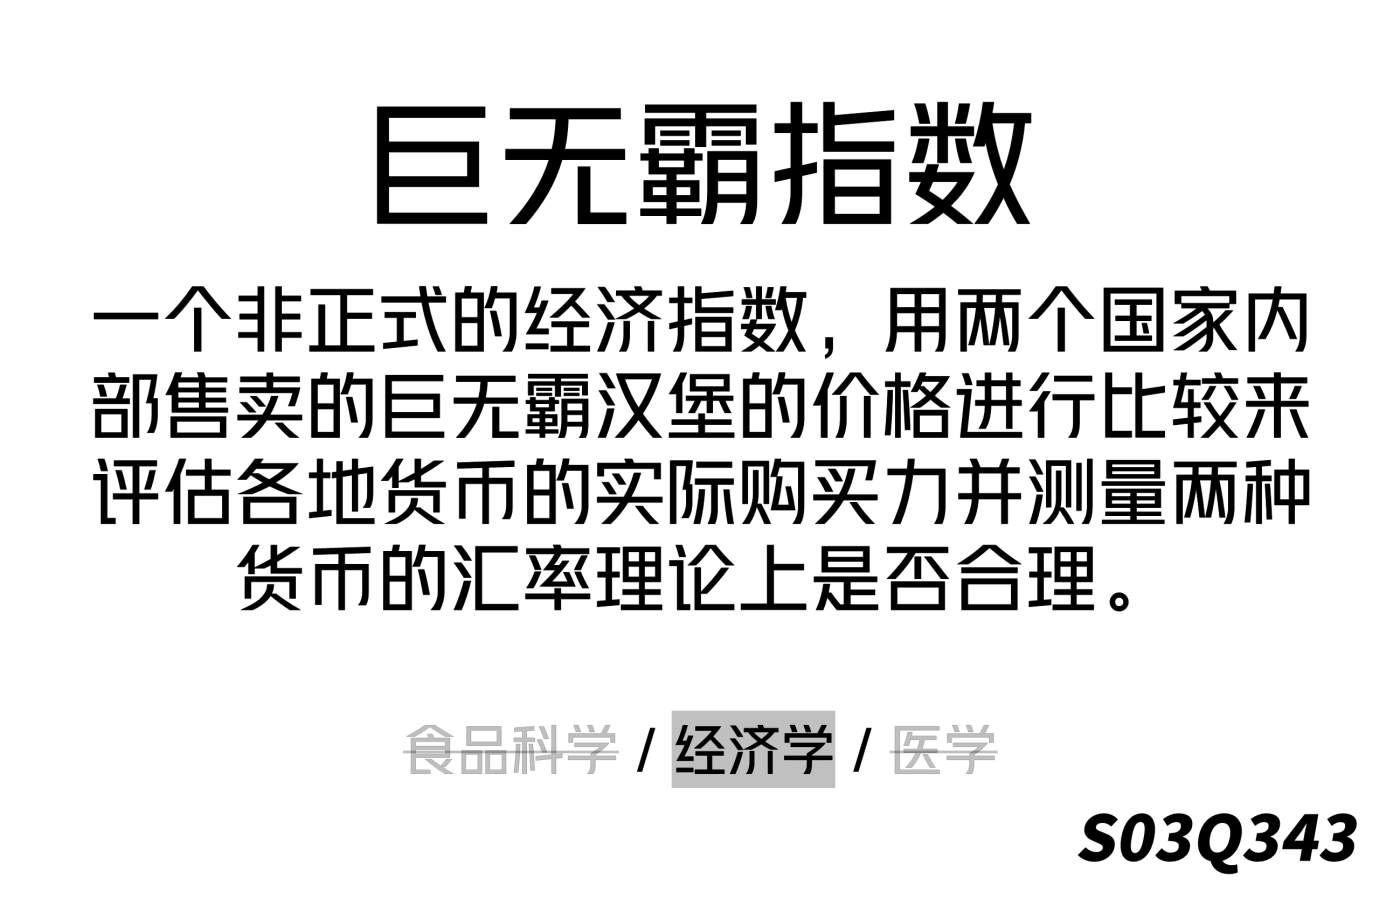 巨无霸指数
一个非正式的经济指数，用两个国家内
部售卖的巨无霸汉堡的价格进行比较来
评估各地货币的实际购买力并测量两种
货币的汇率理论上是否合理。
食品科学 / 经济学 / 医学
S03Q343